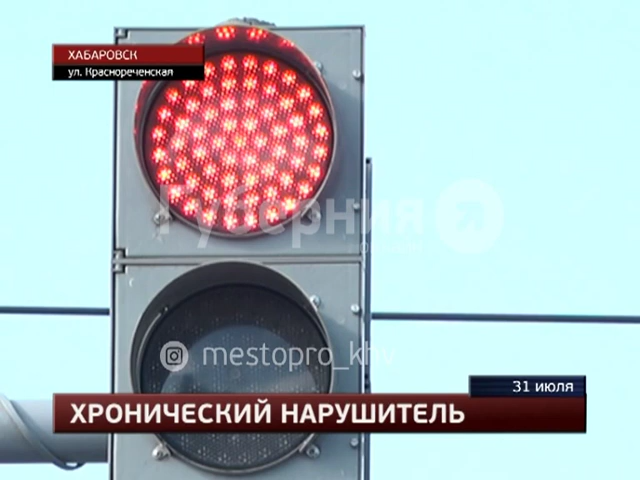 ХАБАРОВСК
ул. Краснореченская
Губерния
mestopro_khv
31 июля
ХРОНИЧЕСКИЙ НАРУШИТЕЛЬ